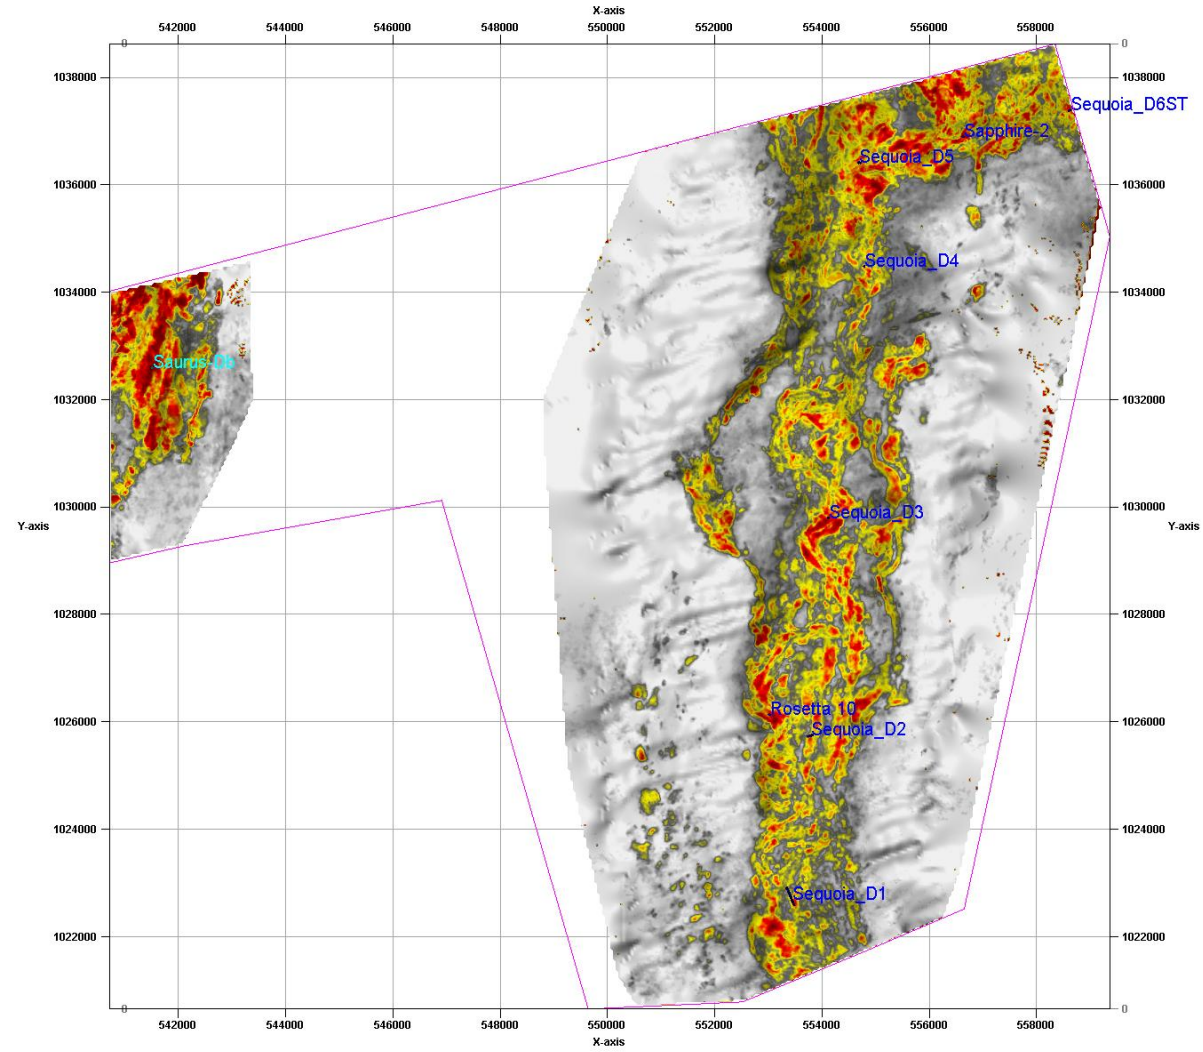 X-axis
542000 544000 546000 548000 550000 552000 554000 556000 558000
0 0
1038000 1038000
Sequoia_D6ST
Sapphire-2
Sequoia_D5
1036000 1036000
Sequoia_D4
1034000 1034000
Saurus-Db
1032000 1032000
1030000 1030000
Sequoia_D3
Y-axis Y-axis
1028000 1028000
Rosetta 10
1026000 1026000
Sequoia_D2
1024000 1024000
Sequoia_D1
1022000 1022000
0 0
542000 544000 546000 548000 550000 552000 554000 556000 558000
X-axis